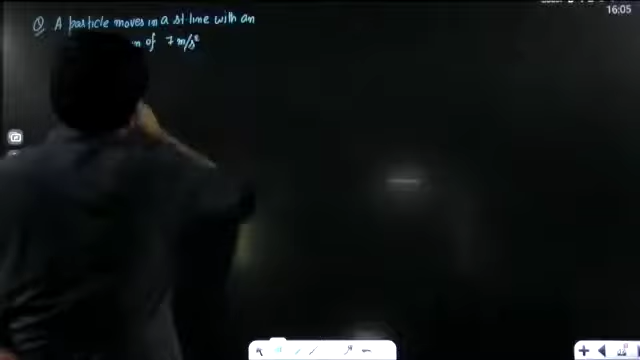 16:05
Q. A particle moves in a st line with an
of 7 m/s²